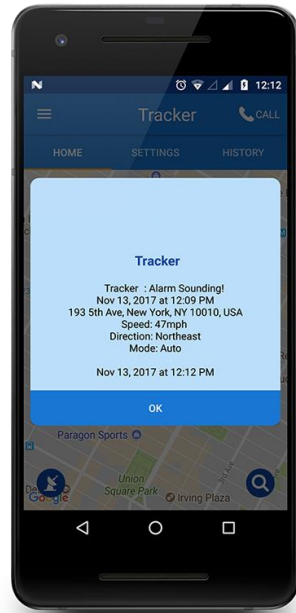 N
12:12
Tracker
CALL
HOME
SETTINGS
HISTORY
Tracker
Tracker : Alarm Sounding!
Nov 13, 2017 at 12:09 PM
193 5th Ave, New York, NY 10010, USA
Speed: 47mph
Direction: Northeast
Mode: Auto
Nov 13, 2017 at 12:12 PM
OK
Paragon Sports
3rd Ave
Union
Square Park
Irving Plaza
Google